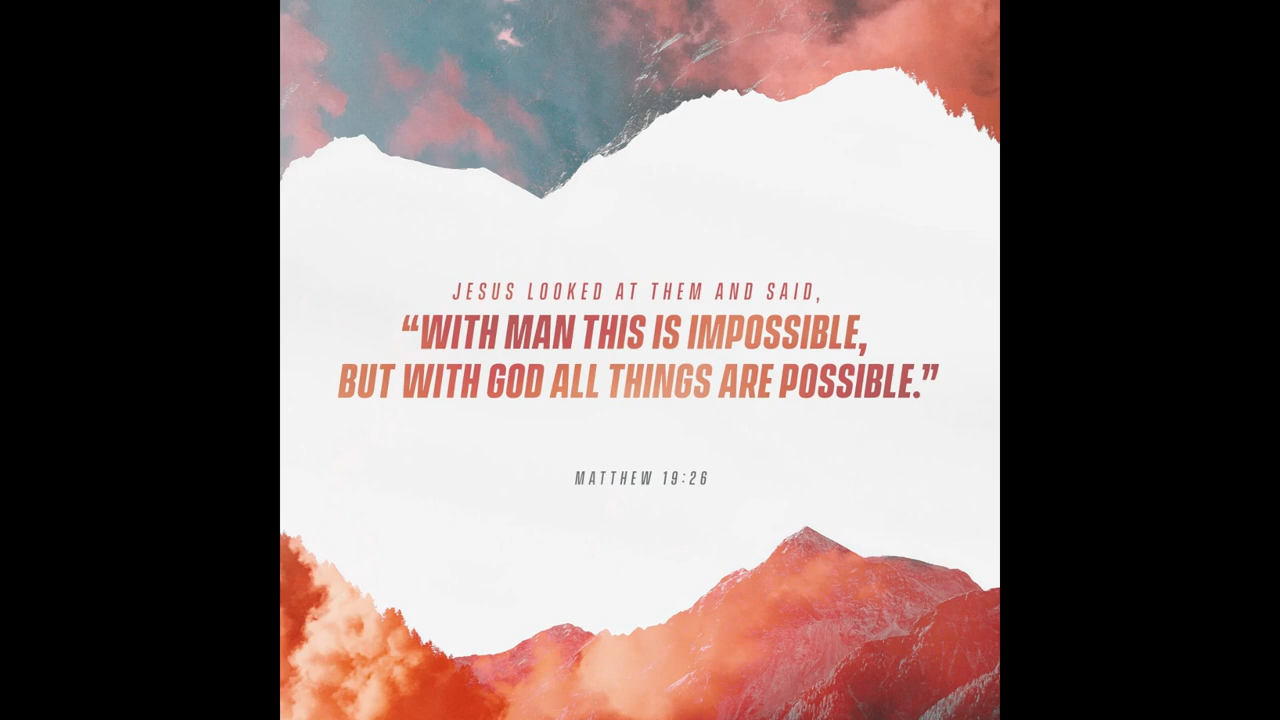 JESUS LOOKED AT THEM AND SAID,
“WITH MAN THIS IS IMPOSSIBLE,
BUT WITH GOD ALL THINGS ARE POSSIBLE.”
MATTHEW 19:26